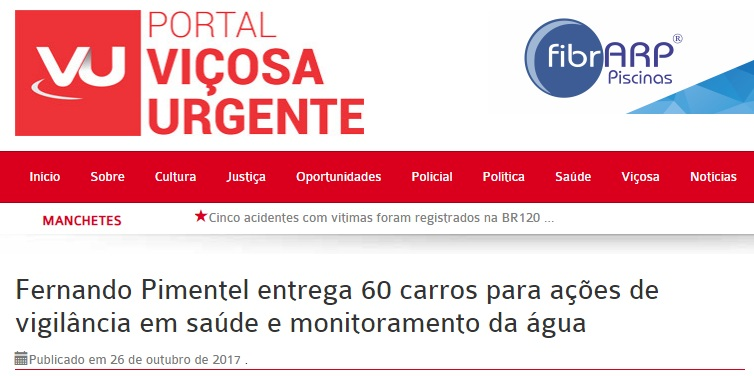 PORTAL
VIÇOSA
URGENTE
VU
fibrARP®
Piscinas
Início Sobre Cultura Justiça Oportunidades Policial Política Saúde Viçosa Notícias
MANCHETES ★Cinco acidentes com vítimas foram registrados na BR120 ...
Fernando Pimentel entrega 60 carros para ações de
vigilância em saúde e monitoramento da água
Publicado em 26 de outubro de 2017 .